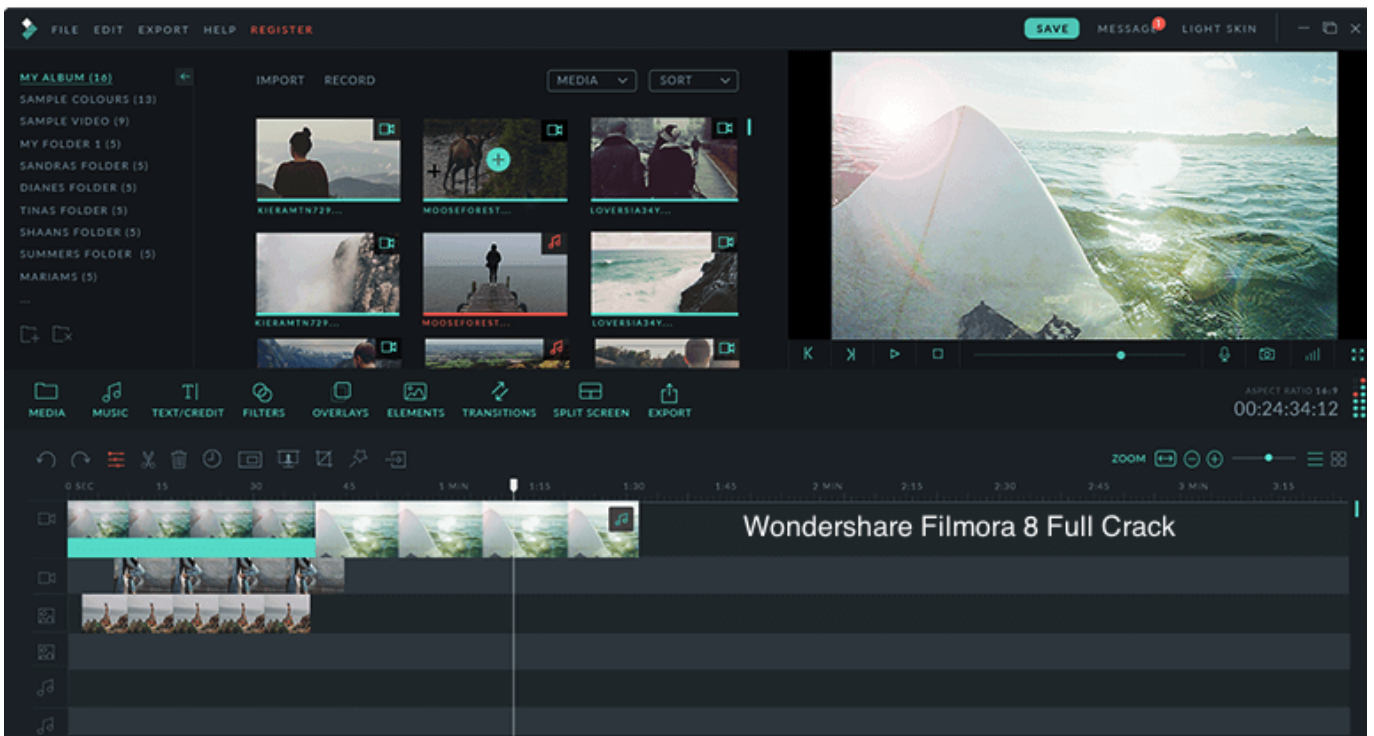 FILE EDIT EXPORT HELP REGISTER
SAVE MESSAGE 1 LIGHT SKIN
MY ALBUM (16)
SAMPLE COLOURS (13)
SAMPLE VIDEO (9)
MY FOLDER 1 (5)
SANDRAS FOLDER (5)
DIANES FOLDER (5)
TINAS FOLDER (5)
SHAANS FOLDER (5)
SUMMERS FOLDER (5)
MARIAMS (5)
...
IMPORT RECORD MEDIA SORT
KIERAMTN729... MOOSEFOREST... LOVERSIA34Y...
KIERAMTN729... MOOSEFOREST... LOVERSIA34Y...
MEDIA MUSIC TEXT/CREDIT FILTERS OVERLAYS ELEMENTS TRANSITIONS SPLIT SCREEN EXPORT
ASPECT RATIO 16:9
00:24:34:12
ZOOM
0 SEC 15 30 45 1 MIN 1:15 1:30 1:45 2 MIN 2:15 2:30 2:45 3 MIN 3:15
Wondershare Filmora 8 Full Crack